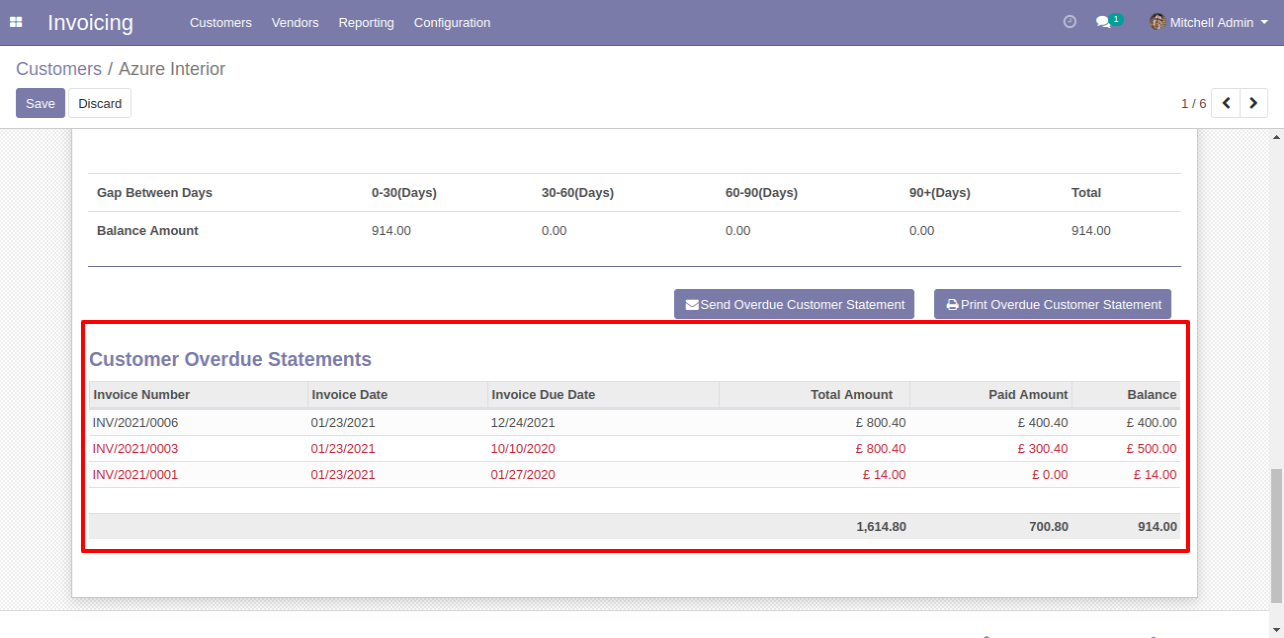 Invoicing Customers Vendors Reporting Configuration 1 Mitchell Admin
Customers / Azure Interior
Save Discard 1 / 6
Gap Between Days 0-30(Days) 30-60(Days) 60-90(Days) 90+(Days) Total
Balance Amount 914.00 0.00 0.00 0.00 914.00
Send Overdue Customer Statement Print Overdue Customer Statement
Customer Overdue Statements
Invoice Number Invoice Date Invoice Due Date Total Amount Paid Amount Balance
INV/2021/0006 01/23/2021 12/24/2021 £ 800.40 £ 400.40 £ 400.00
INV/2021/0003 01/23/2021 10/10/2020 £ 800.40 £ 300.40 £ 500.00
INV/2021/0001 01/23/2021 01/27/2020 £ 14.00 £ 0.00 £ 14.00
1,614.80 700.80 914.00